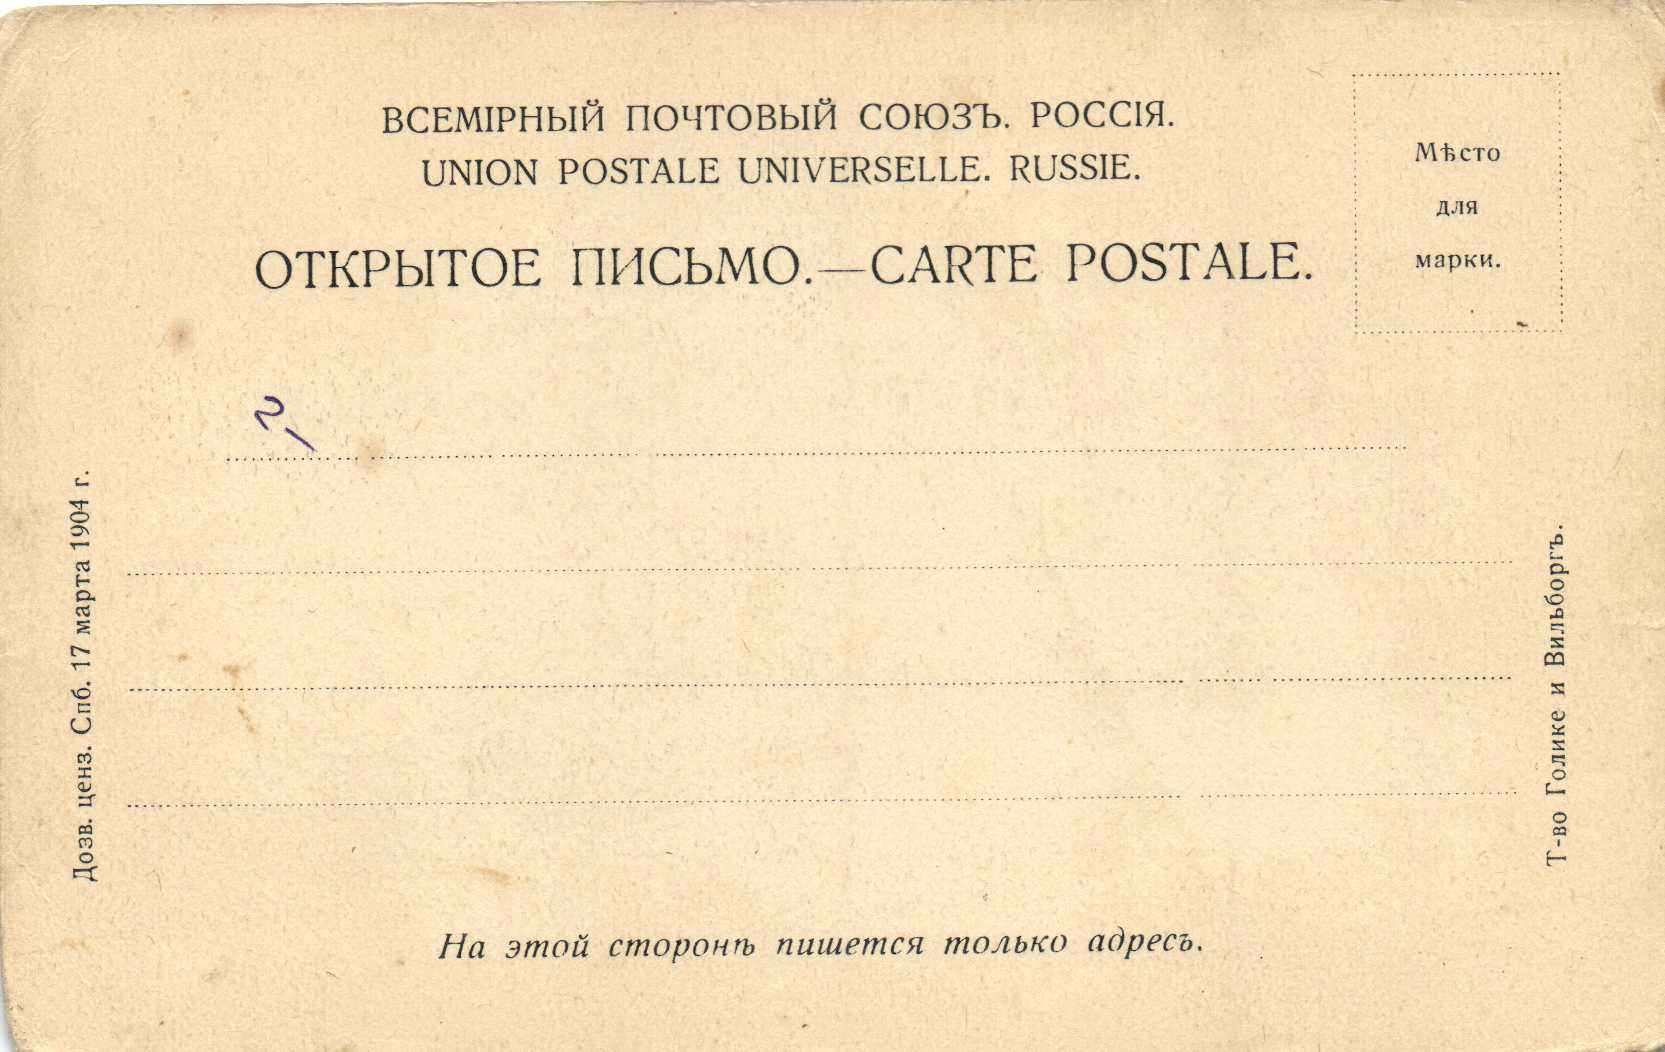 ВСЕМІРНЫЙ ПОЧТОВЫЙ СОЮЗЪ. РОССІЯ.
UNION POSTALE UNIVERSELLE. RUSSIE.
ОТКРЫТОЕ ПИСЬМО.—CARTE POSTALE.
Мѣсто
для
марки.
2-
Дозв. ценз. Спб. 17 марта 1904 г.
Т-во Голике и Вильборгъ.
На этой сторонѣ пишется только адресъ.